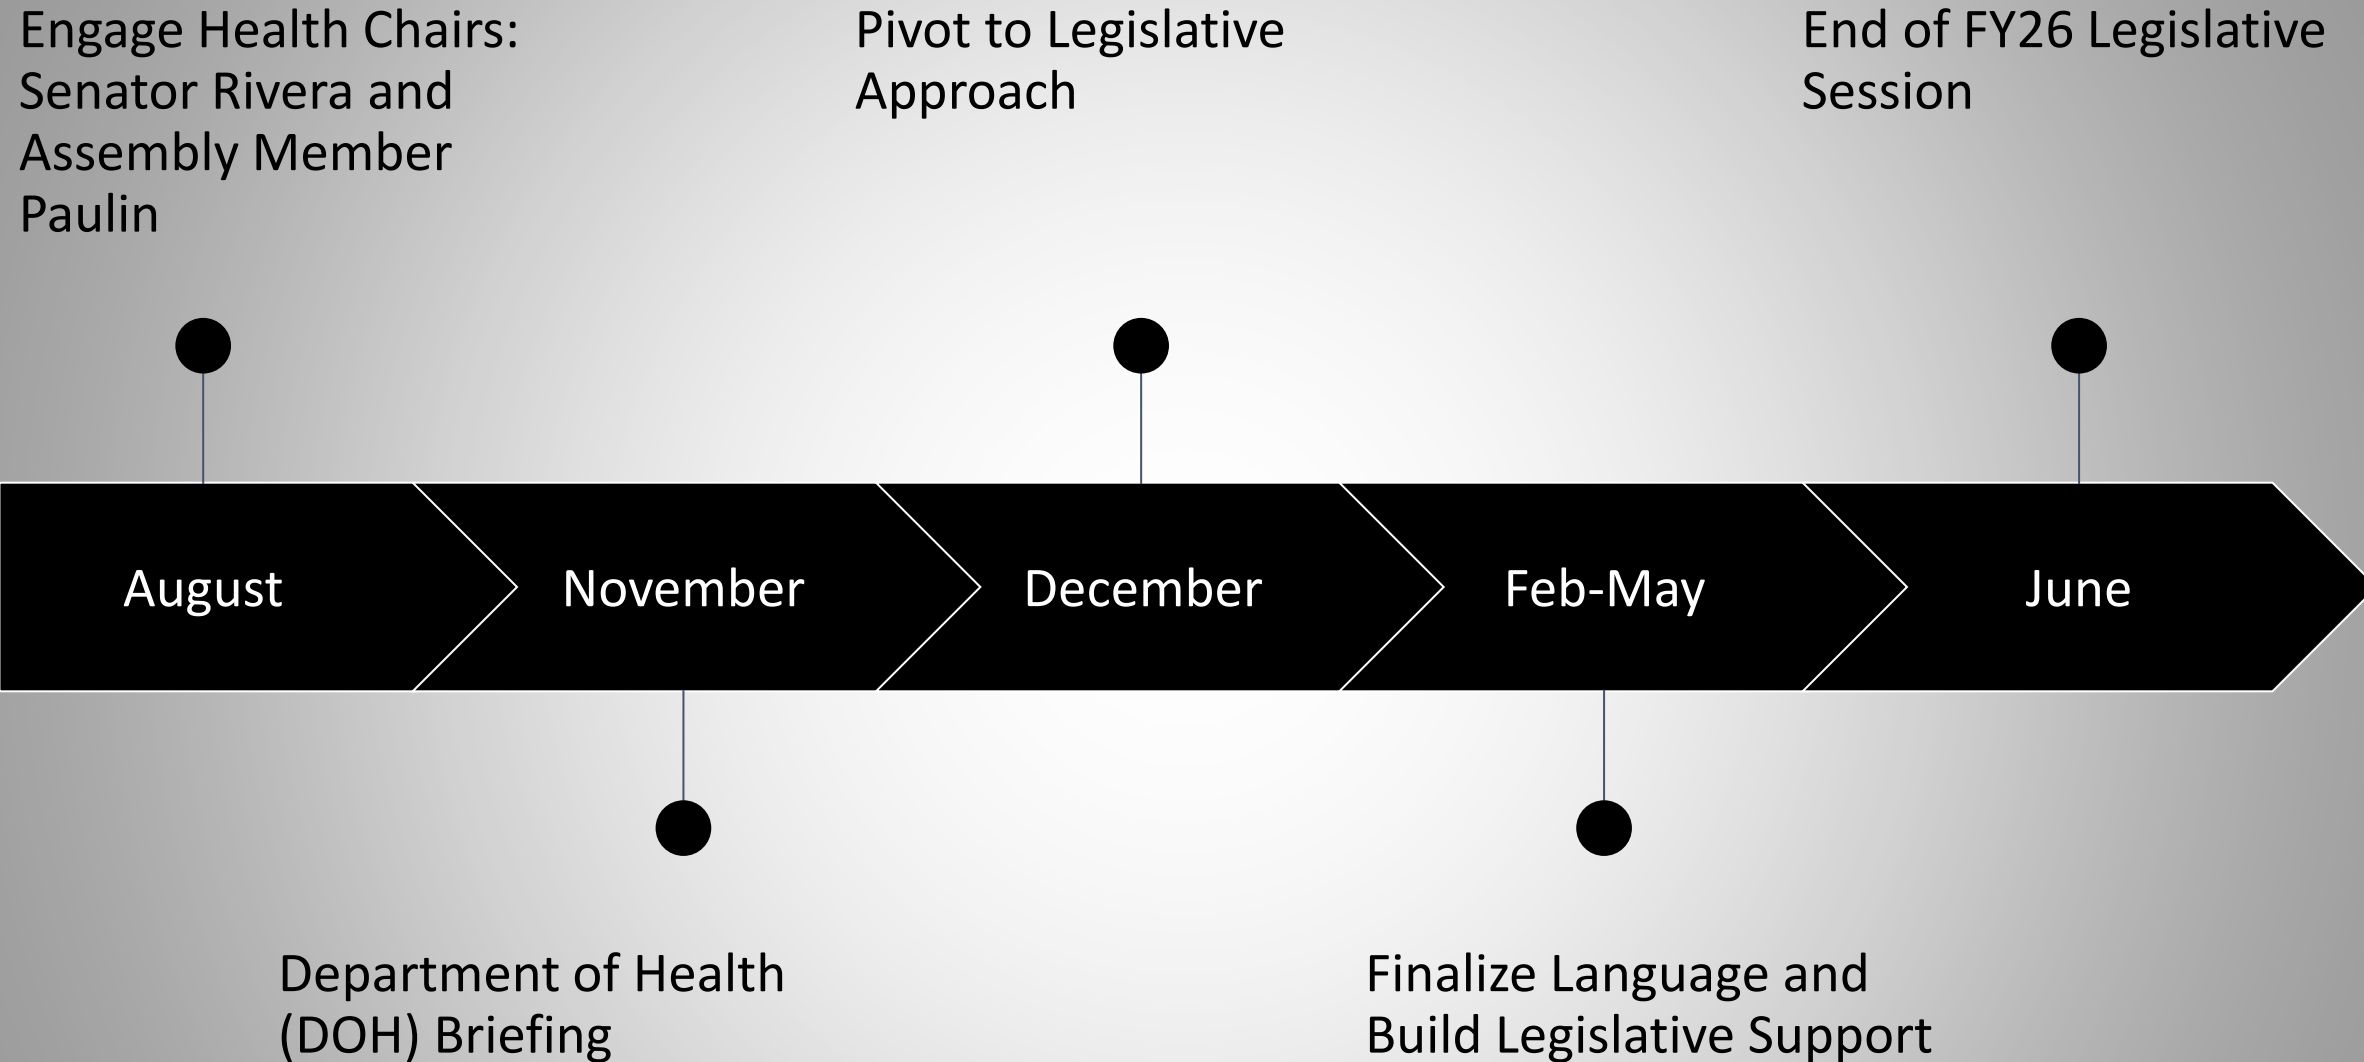 Engage Health Chairs:
Senator Rivera and
Assembly Member
Paulin
Pivot to Legislative
Approach
End of FY26 Legislative
Session
August
November
December
Feb-May
June
Department of Health
(DOH) Briefing
Finalize Language and
Build Legislative Support